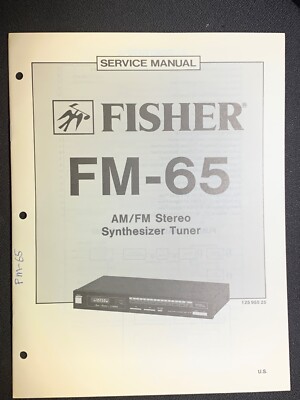 SERVICE MANUAL
FISHER
FM-65
AM/FM Stereo
Synthesizer Tuner
FM-65
U.S.